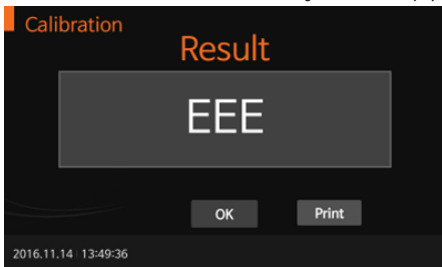 Calibration
Result
EEE
OK
Print
2016.11.14 13:49:36